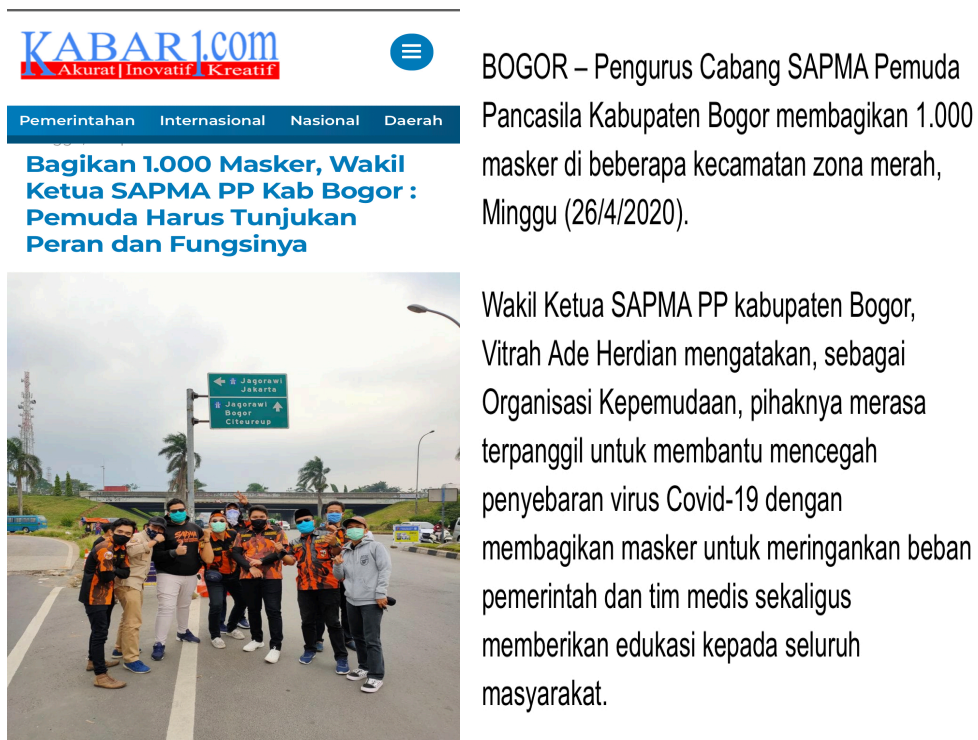 KABAR1.com
Akurat|Inovatif Kreatif
Pemerintahan Internasional Nasional Daerah
Bagikan 1.000 Masker, Wakil
Ketua SAPMA PP Kab Bogor :
Pemuda Harus Tunjukan
Peran dan Fungsinya
Jagorawi
Jakarta
Jagorawi
Bogor
Citeureup
SAPMA
BOGOR – Pengurus Cabang SAPMA Pemuda
Pancasila Kabupaten Bogor membagikan 1.000
masker di beberapa kecamatan zona merah,
Minggu (26/4/2020).
Wakil Ketua SAPMA PP kabupaten Bogor,
Vitrah Ade Herdian mengatakan, sebagai
Organisasi Kepemudaan, pihaknya merasa
terpanggil untuk membantu mencegah
penyebaran virus Covid-19 dengan
membagikan masker untuk meringankan beban
pemerintah dan tim medis sekaligus
memberikan edukasi kepada seluruh
masyarakat.